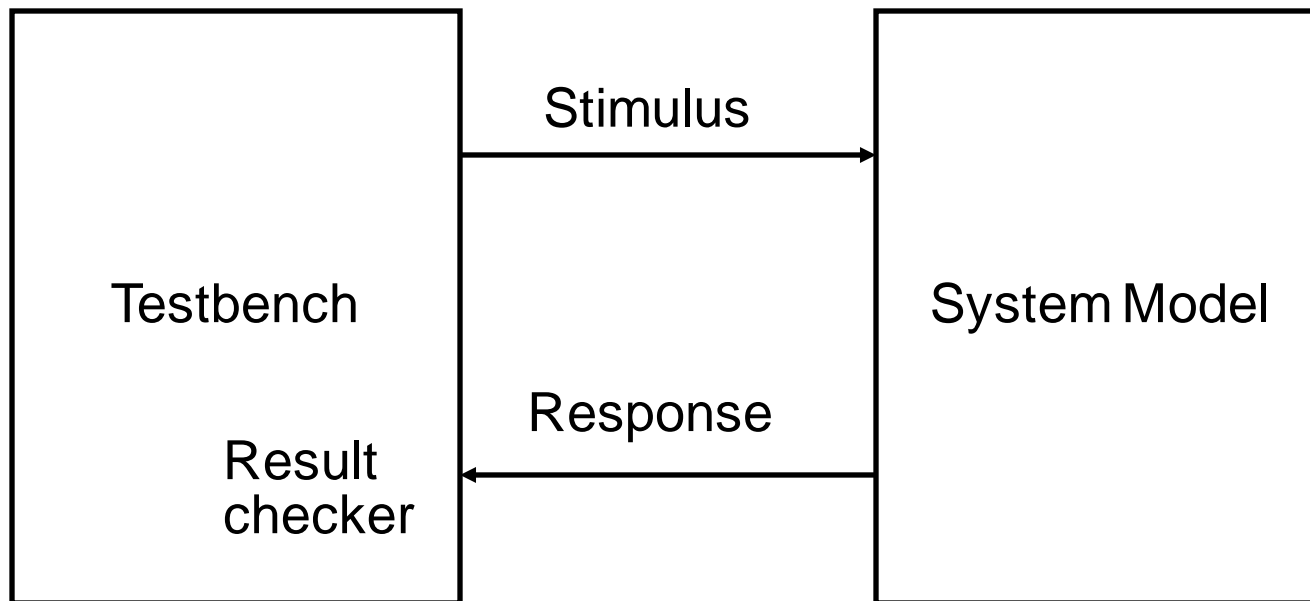 Stimulus
Testbench
System Model
Response
Result
checker